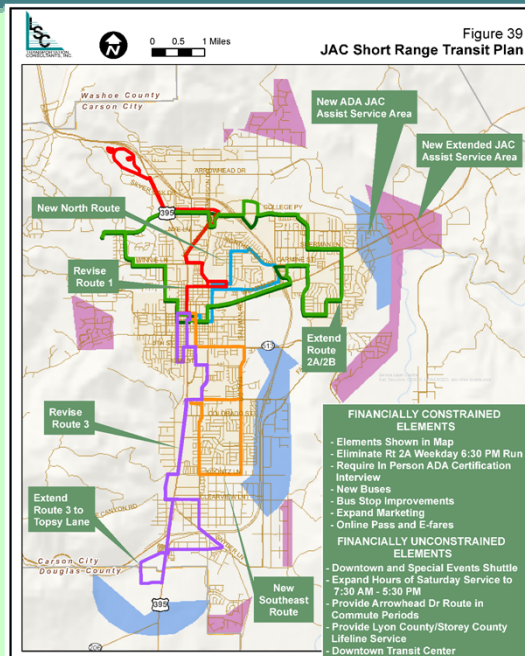 LSC
TRANSPORTATION
CONSULTANTS, INC.
N
0 0.5 1 Miles
Figure 39
JAC Short Range Transit Plan
Washoe County
Carson City
New ADA JAC
Assist Service Area
New Extended JAC
Assist Service Area
ARROWHEAD DR
395
COLLEGE PY
New North Route
Revise
Route 1
Extend
Route
2A/2B
513
Revise
Route 3
Extend
Route 3 to
Topsy Lane
Carson City
Douglas County
395
206
New
Southeast
Route
FINANCIALLY CONSTRAINED
ELEMENTS
- Elements Shown in Map
- Eliminate Rt 2A Weekday 6:30 PM Run
- Require In Person ADA Certification
Interview
- New Buses
- Bus Stop Improvements
- Expand Marketing
- Online Pass and E-fares
FINANCIALLY UNCONSTRAINED
ELEMENTS
- Downtown and Special Events Shuttle
- Expand Hours of Saturday Service to
7:30 AM - 5:30 PM
- Provide Arrowhead Dr Route in
Commute Periods
- Provide Lyon County/Storey County
Lifeline Service
- Downtown Transit Center